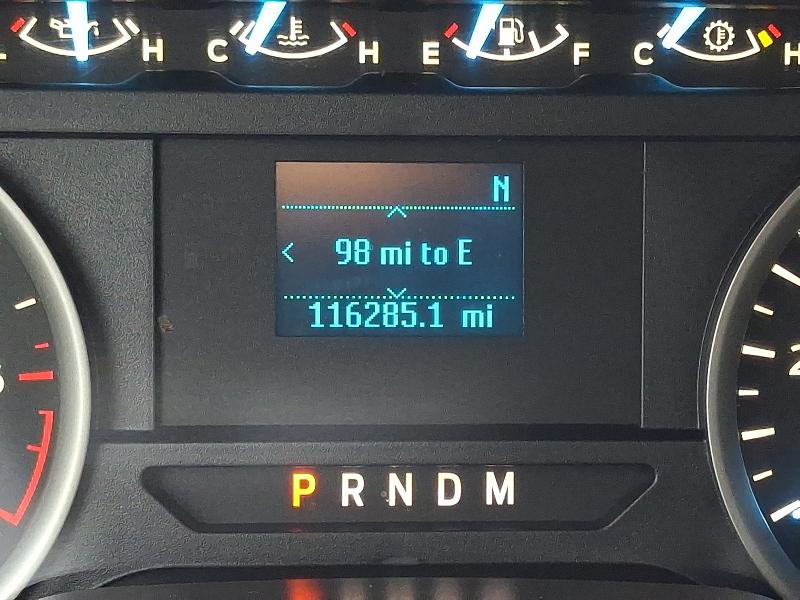 H C H E F C H
N
98 mi to E
116285.1 mi
P R N D M